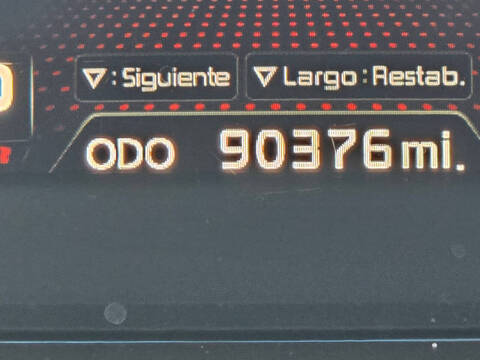 ▽: Siguiente ▽ Largo: Restab.
ODO 90376 mi.